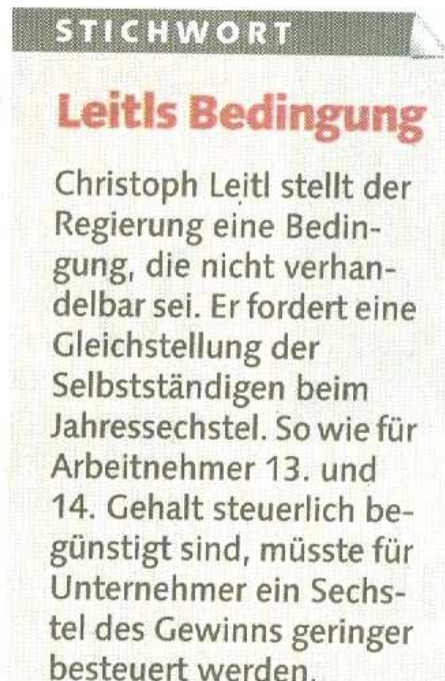 STICHWORT
Leitls Bedingung
Christoph Leitl stellt der
Regierung eine Bedin-
gung, die nicht verhan-
delbar sei. Er fordert eine
Gleichstellung der
Selbstständigen beim
Jahressechstel. So wie für
Arbeitnehmer 13. und
14. Gehalt steuerlich be-
günstigt sind, müsste für
Unternehmer ein Sechs-
tel des Gewinns geringer
besteuert werden.